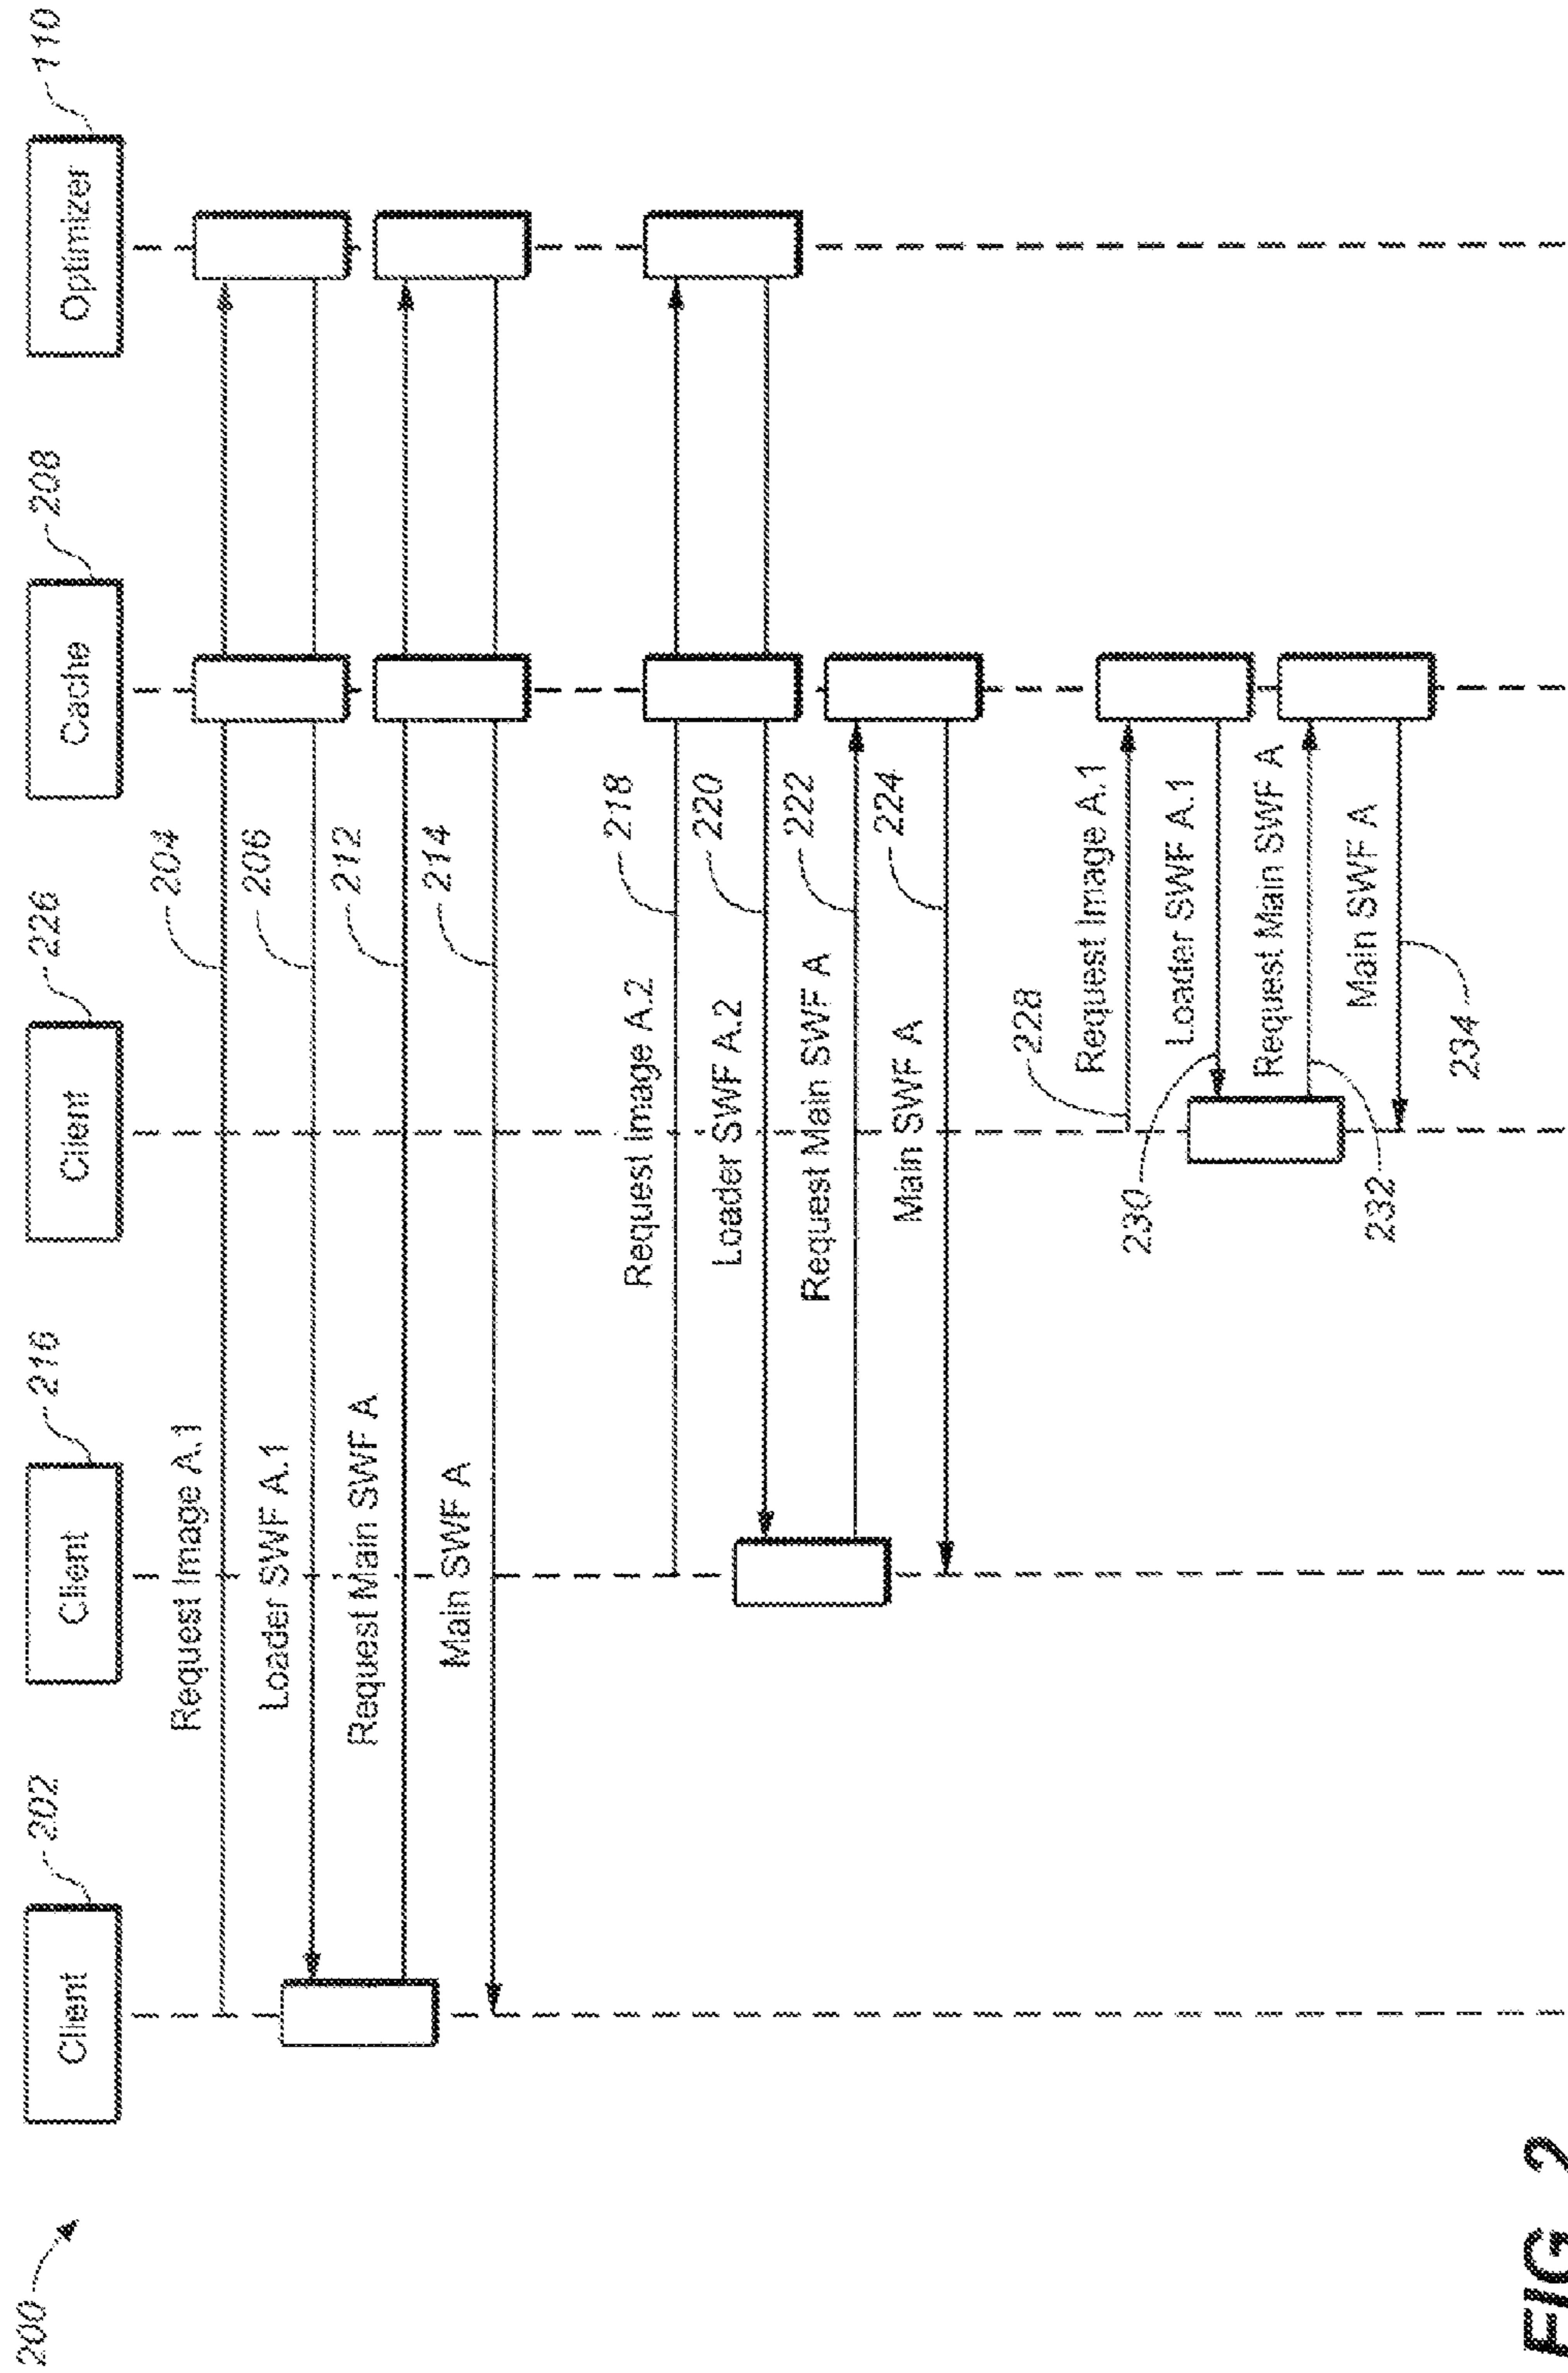 200
Client
202
Client
216
Client
226
Cache
208
Optimizer
110
Request Image A.1
204
Loader SWF A.1
206
Request Main SWF A
212
Main SWF A
214
Request Image A.2
218
Loader SWF A.2
220
Request Main SWF A
222
Main SWF A
224
228
Request Image A.1
230
Loader SWF A.1
232
Request Main SWF A
Main SWF A
234
FIG. 2